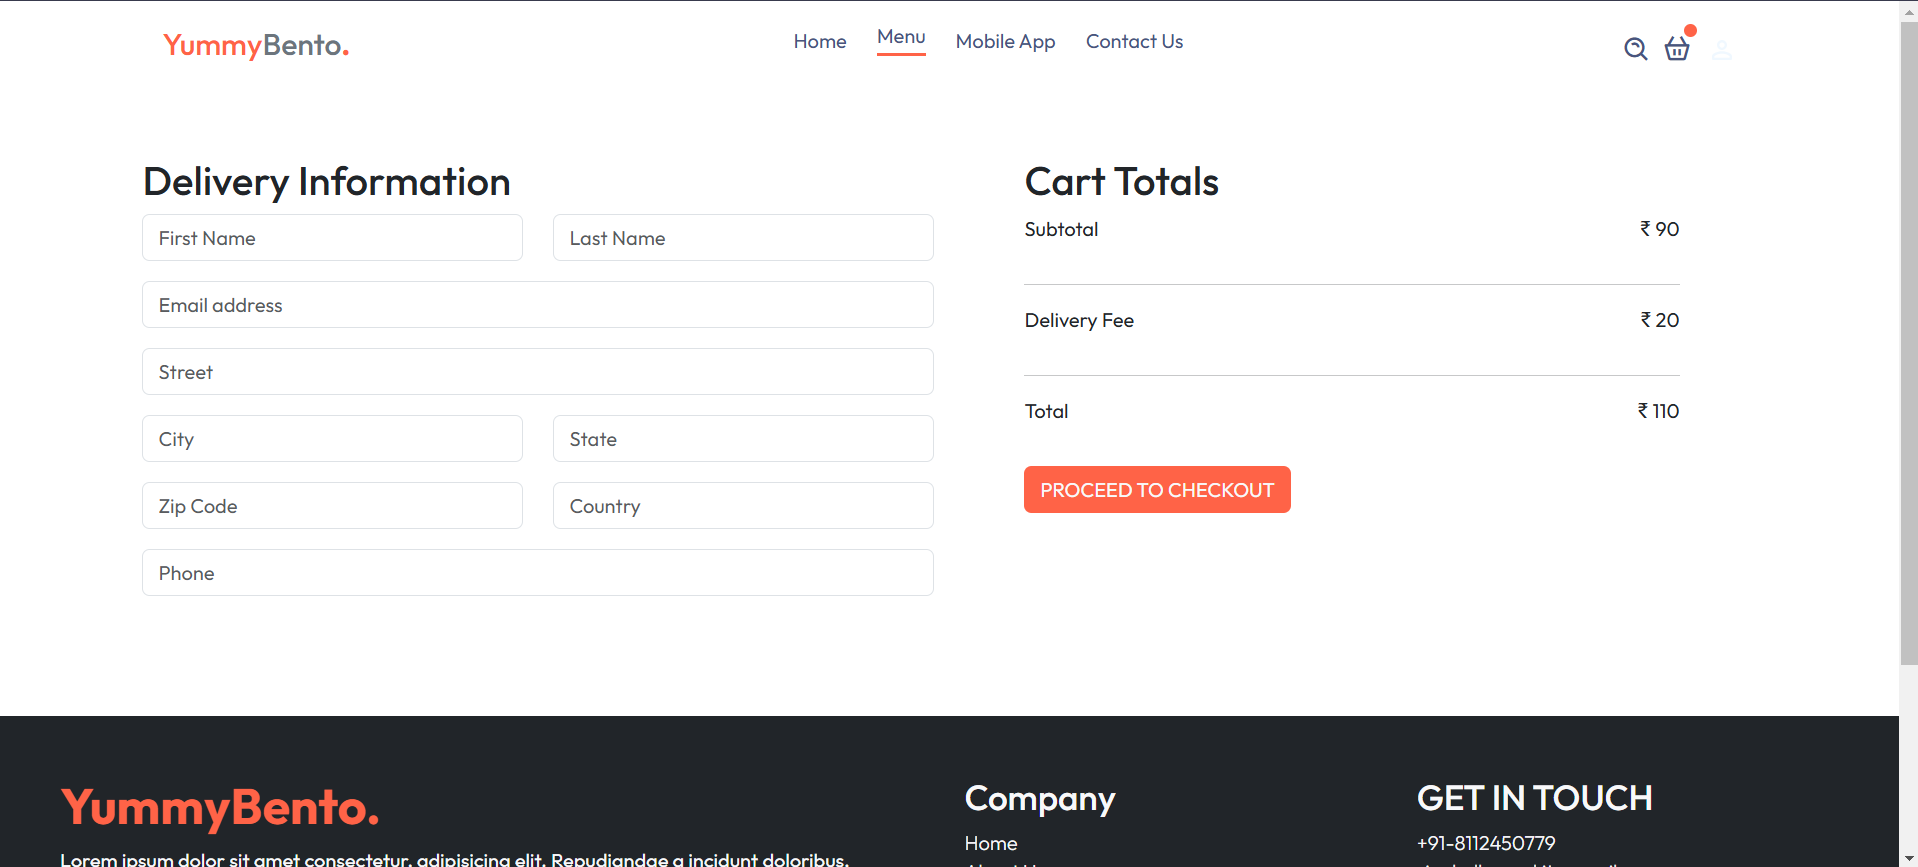 YummyBento.
Home Menu Mobile App Contact Us
Delivery Information
First Name Last Name
Email address
Street
City State
Zip Code Country
Phone
Cart Totals
Subtotal ₹ 90
Delivery Fee ₹ 20
Total ₹ 110
PROCEED TO CHECKOUT
YummyBento.
Lorem ipsum dolor sit amet consectetur, adipisicing elit. Repudiandae a incidunt doloribus,
Company
Home
GET IN TOUCH
+91-8112450779